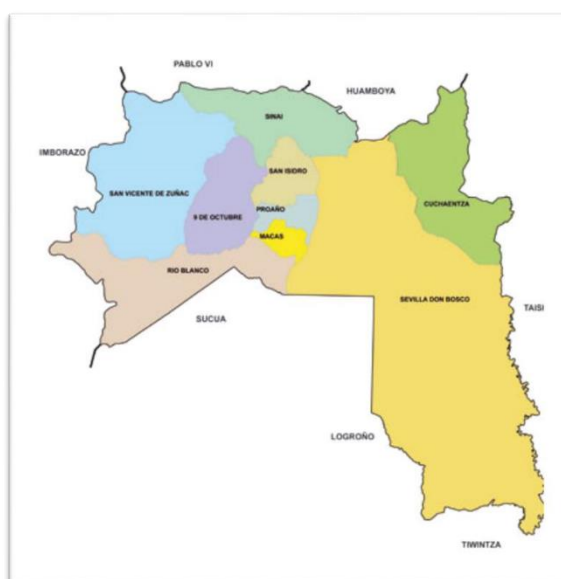 PABLO VI
HUAMBOYA
SINAI
IMBORAZO
SAN ISIDRO
SAN VICENTE DE ZUÑAC
CUCHAENTZA
PROAÑO
9 DE OCTUBRE
MACAS
RIO BLANCO
SEVILLA DON BOSCO
TAISI
SUCUA
LOGROÑO
TIWINTZA